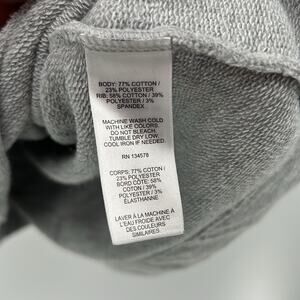 BODY: 77% COTTON /
23% POLYESTER
RIB: 58% COTTON / 39%
POLYESTER / 3%
SPANDEX
MACHINE WASH COLD
WITH LIKE COLORS.
DO NOT BLEACH.
TUMBLE DRY LOW.
COOL IRON IF NEEDED.
RN 134578
CORPS: 77% COTON /
23% POLYESTER
BORD CÔTE: 58%
COTON / 39%
POLYESTER / 3%
ÉLASTHANNE
LAVER À LA MACHINE À
L'EAU FROIDE AVEC
DES COULEURS
SIMILAIRES.